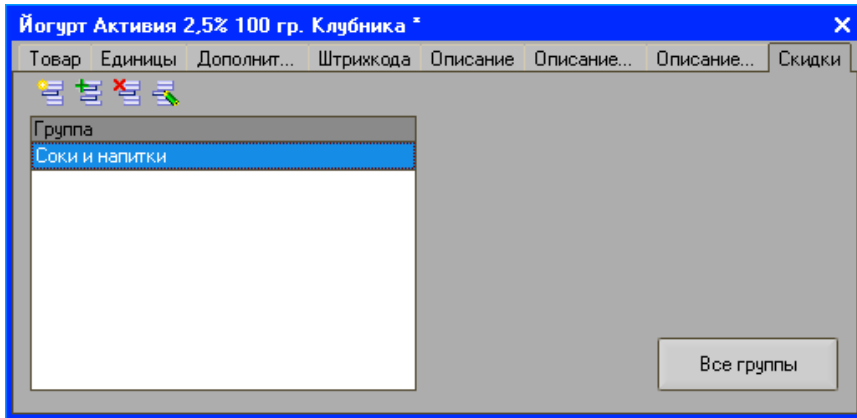 Йогурт Активия 2,5% 100 гр. Клубника *
Товар Единицы Дополнит... Штрихкода Описание Описание... Описание... Скидки
Группа
Соки и напитки
Все группы